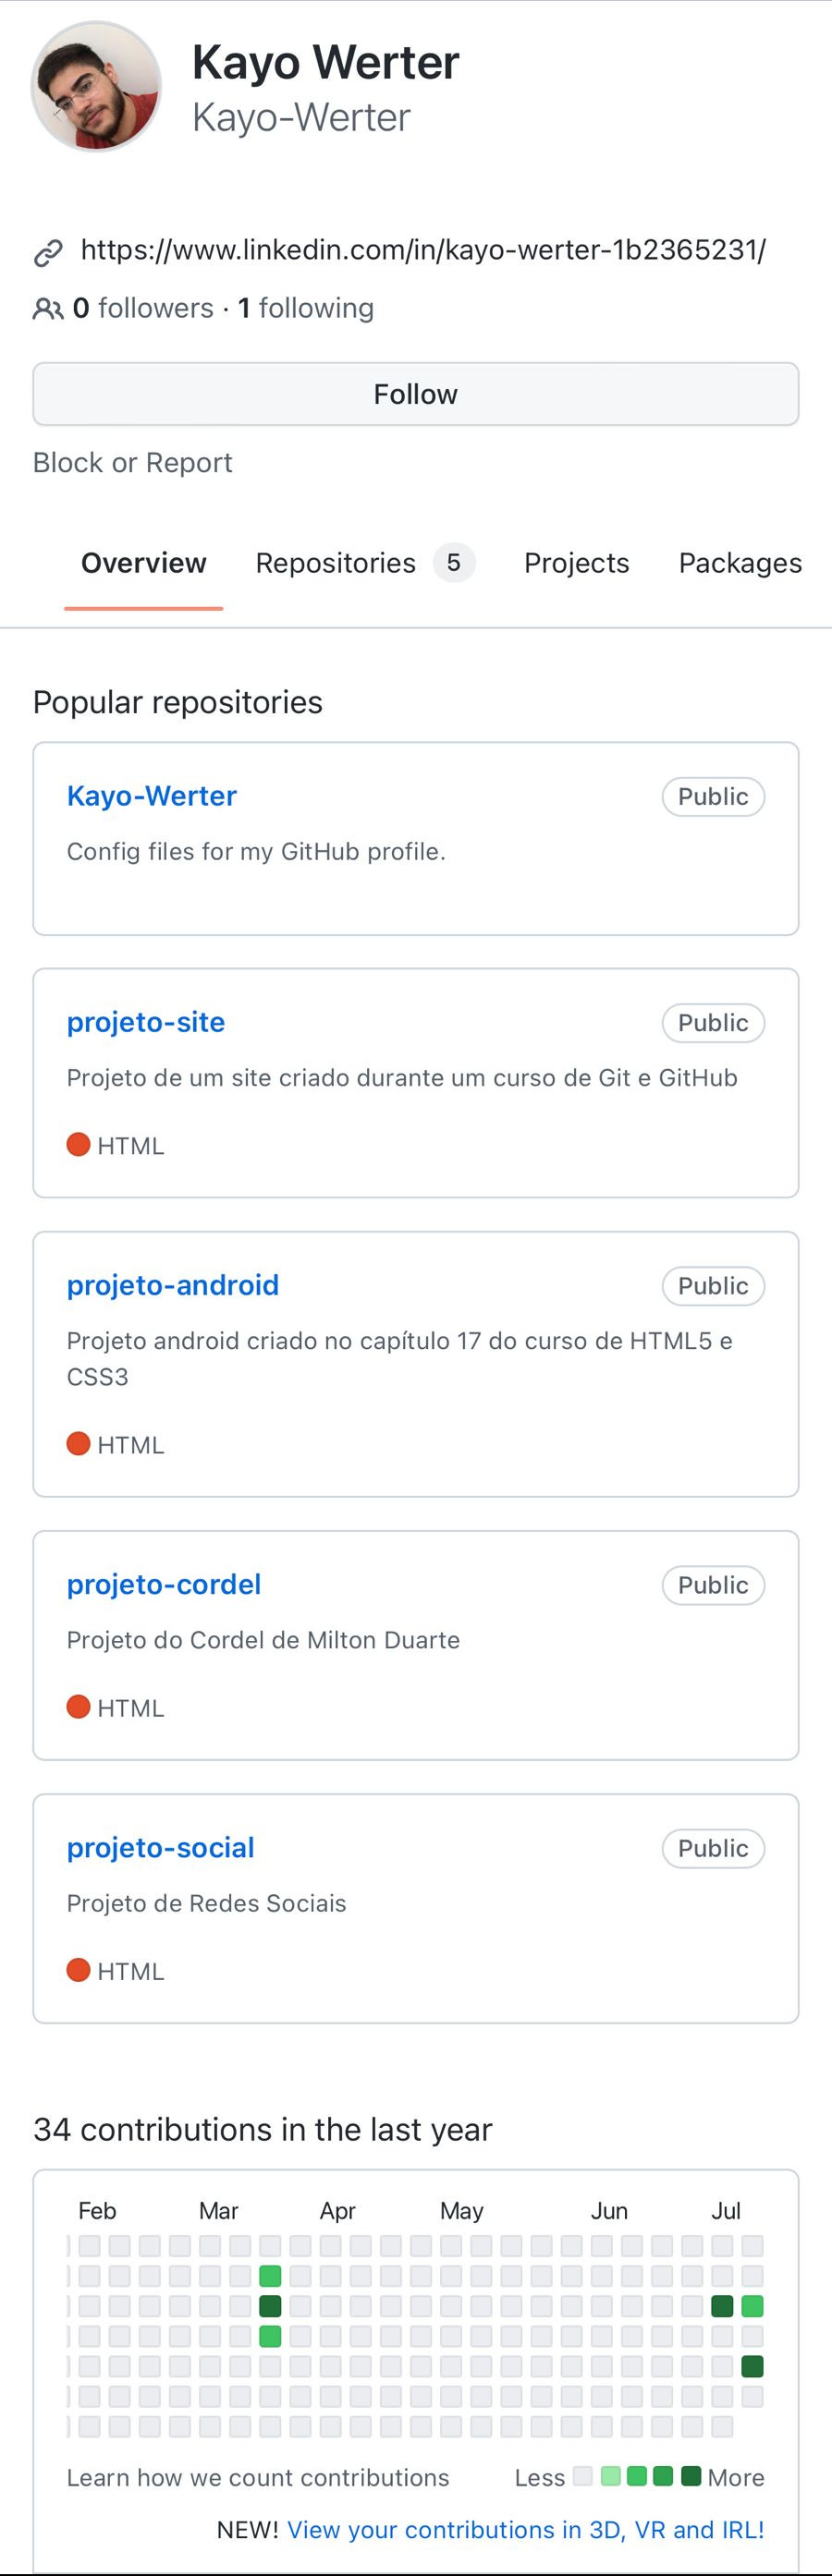 Kayo Werter
Kayo-Werter
https://www.linkedin.com/in/kayo-werter-1b2365231/
0 followers · 1 following
Follow
Block or Report
Overview Repositories 5 Projects Packages
Popular repositories
Kayo-Werter Public
Config files for my GitHub profile.
projeto-site Public
Projeto de um site criado durante um curso de Git e GitHub
HTML
projeto-android Public
Projeto android criado no capítulo 17 do curso de HTML5 e
CSS3
HTML
projeto-cordel Public
Projeto do Cordel de Milton Duarte
HTML
projeto-social Public
Projeto de Redes Sociais
HTML
34 contributions in the last year
Feb Mar Apr May Jun Jul
Learn how we count contributions Less More
NEW! View your contributions in 3D, VR and IRL!